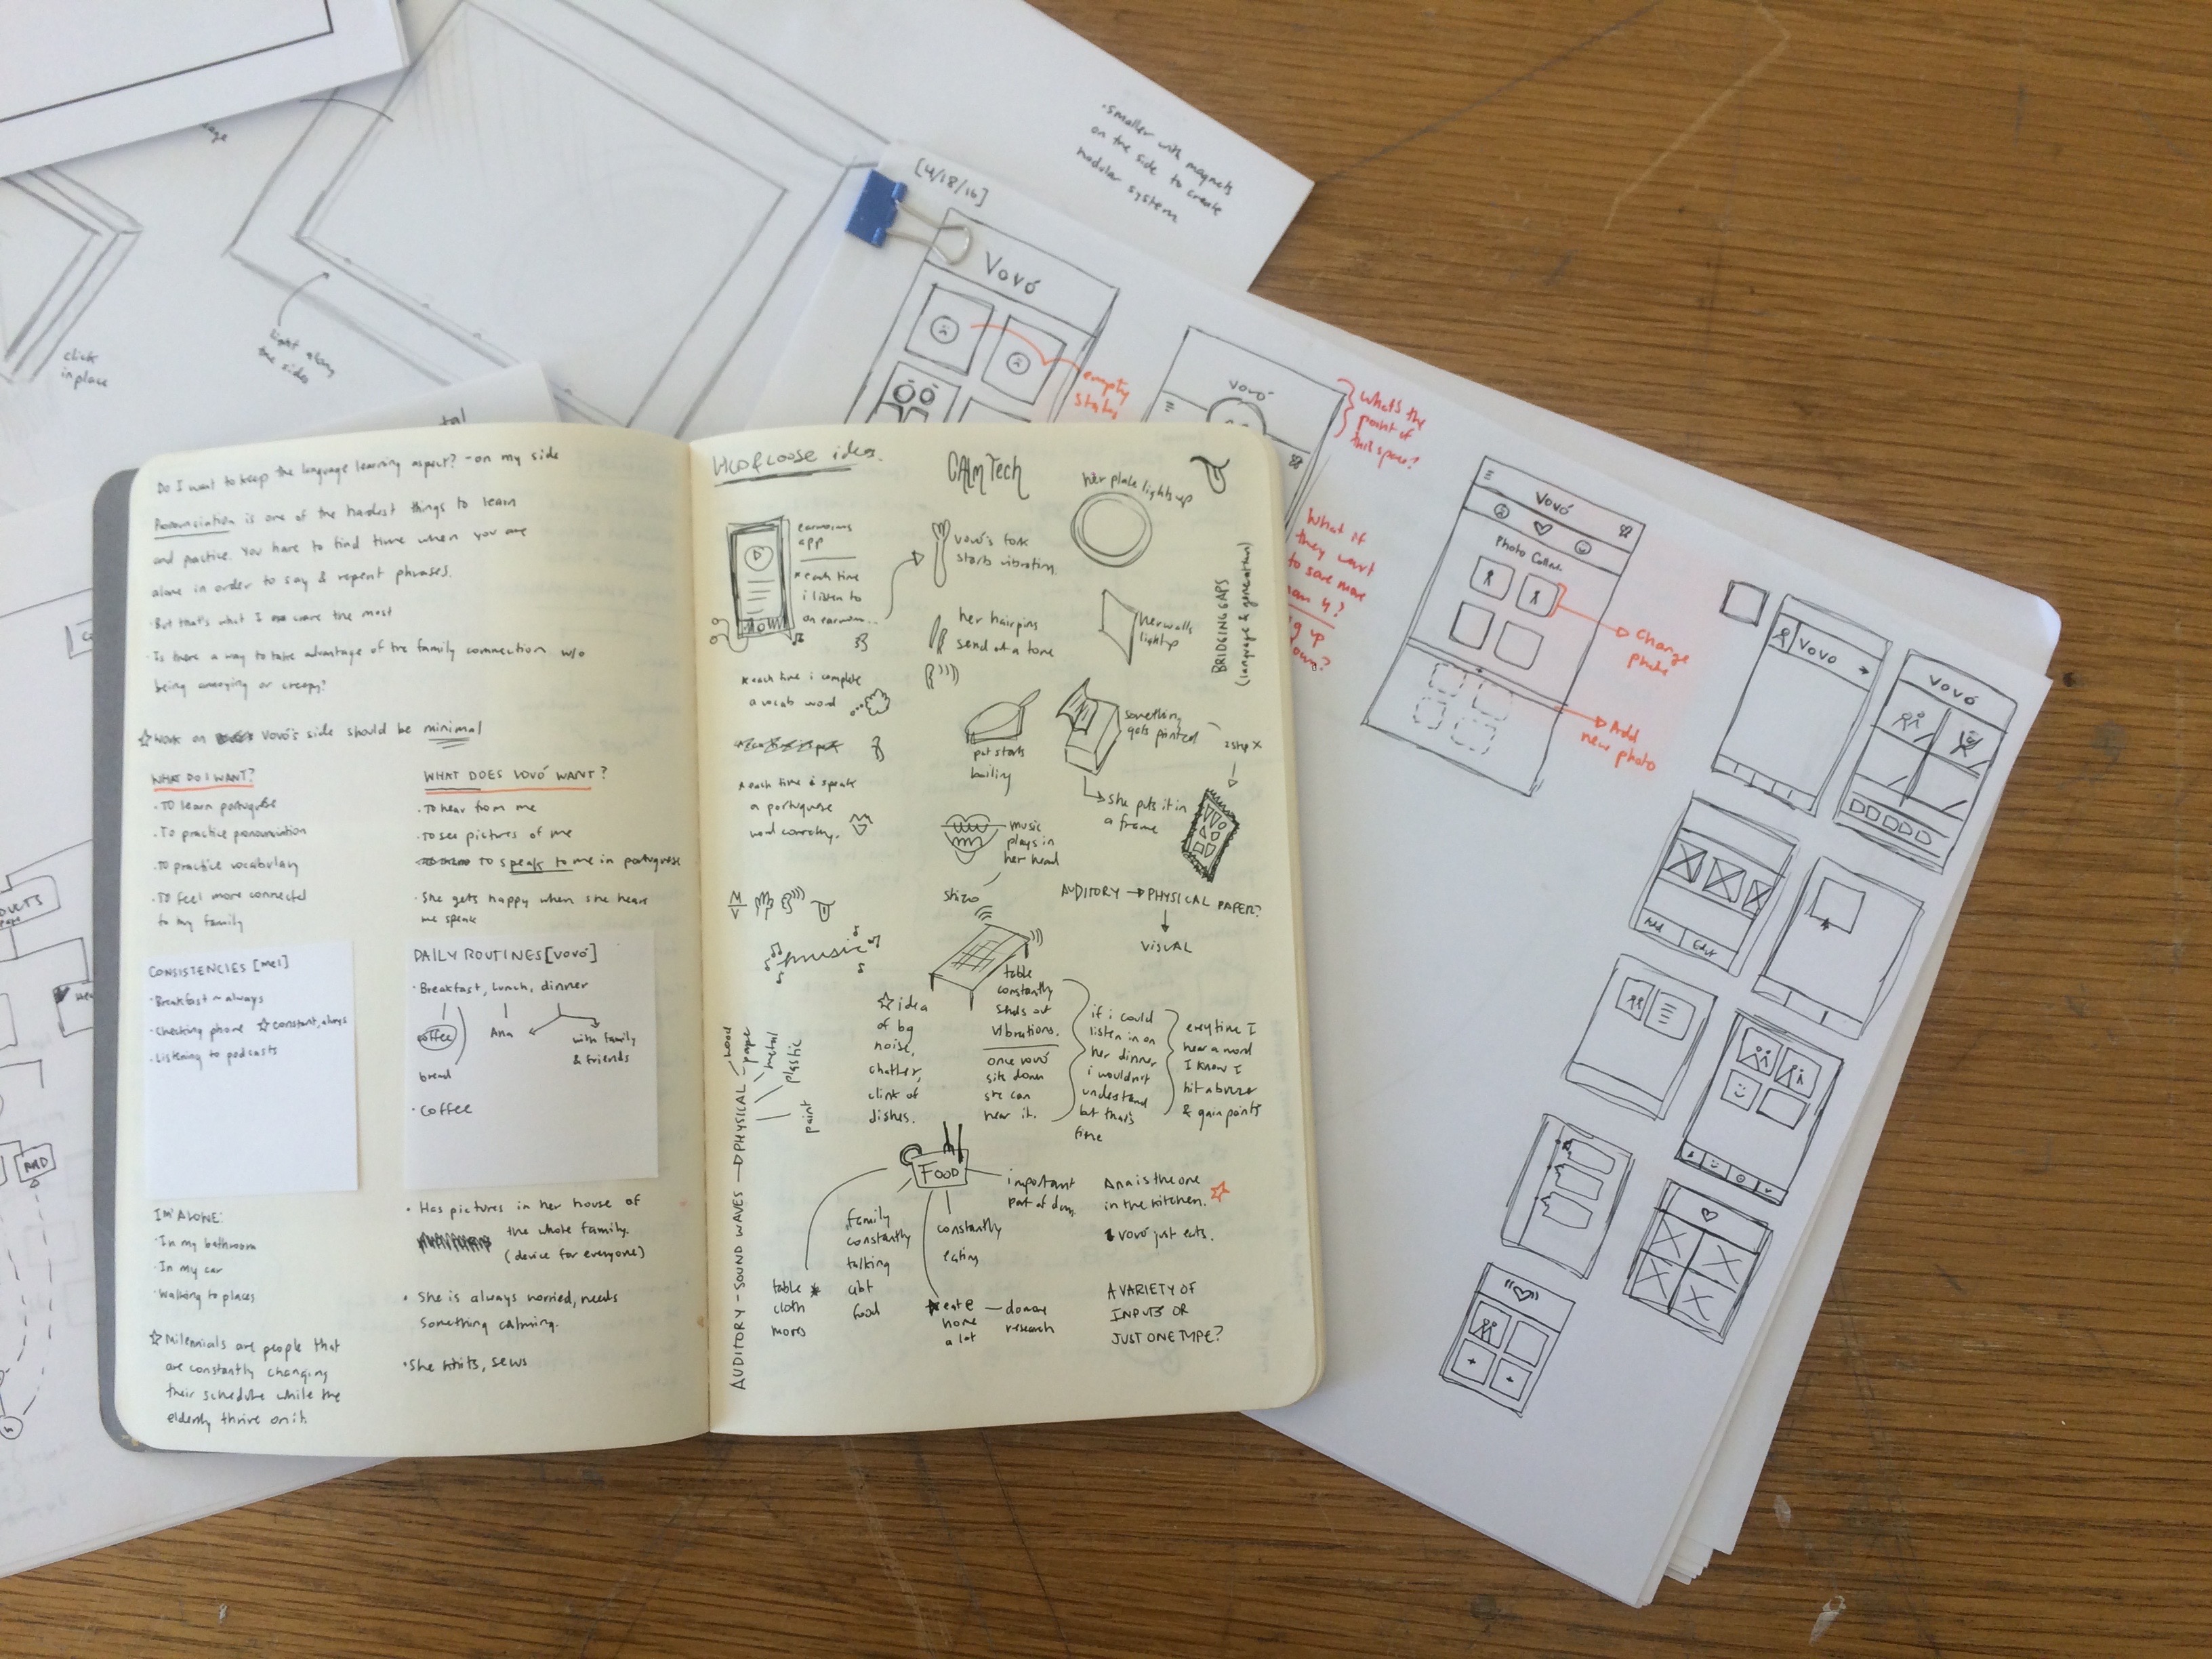 • smaller with magnets
on the side to create
modular system
click
in place
light along
the sides
[4/18/16]
Vovó
empty
states
Vovó
what's the
point of
this space?
What if
they want
to save more
than 4?
Vovó
Photo Collage
Change
photo
Add
new photo
Vovó
Vovó
Add
Edit
Do I want to keep the language learning aspect? - on my side
Pronunciation is one of the hardest things to learn
and practice. You have to find time when you are
alone in order to say & repeat phrases.
• But that's what I care the most
• Is there a way to take advantage of the family connection w/o
being annoying or creepy?
☆ Work on vovó's side should be minimal
WHAT DO I WANT?
• TO learn portuguese
• To practice pronunciation
• To practice vocabulary
• TO feel more connected
to my family
WHAT DOES VOVÓ WANT?
• TO hear from me
• TO see pictures of me
TO speak to me in portuguese
• She gets happy when she hears
me speak
CONSISTENCIES [me]
• Breakfast ~ always
• Checking phone ☆ constant, always
• Listening to podcasts
DAILY ROUTINES [VOVÓ]
• Breakfast, lunch, dinner
coffee
Ana
with family
& friends
bread
• coffee
I'M ALONE:
• In my bathroom
• In my car
• Walking to places
☆ Millennials are people that
are constantly changing
their schedule while the
elderly thrive on it.
• Has pictures in her house of
the whole family.
(device for everyone)
• She is always worried, needs
something calming.
• She knits, sews
loose ideas.
CALM Tech
app
* each time
i listen to
on
vovó's fork
starts vibrating.
her plate lights up
her hairpins
send out a tone
her walls
light up
BRIDGING GAPS
(language & generation)
* each time i complete
a vocab word
pot starts
boiling
something
gets printed
2 step x
* each time i speak
a portuguese
word correctly.
she puts it in
a frame
music
plays in
her head
AUDITORY → PHYSICAL PAPER?
VISUAL
music
☆ idea
of bg
noise,
chatter,
clink of
dishes.
table
constantly
sends out
vibrations.
once vovó
sits down
she can
hear it.
if i could
listen in on
her dinner
i wouldn't
understand
but that's
fine
everytime I
hear a word
I know I
hit a buzzer
& gain points
AUDITORY - SOUND WAVES → PHYSICAL
wood
paper
metal
plastic
paint
FOOD
important
part of day
Ana is the one
in the kitchen.
vovó just eats.
family
constantly
talking
abt
food
constantly
eating
table
cloth
moves
home
a lot
research
A VARIETY OF
INPUTS OR
JUST ONE TYPE?